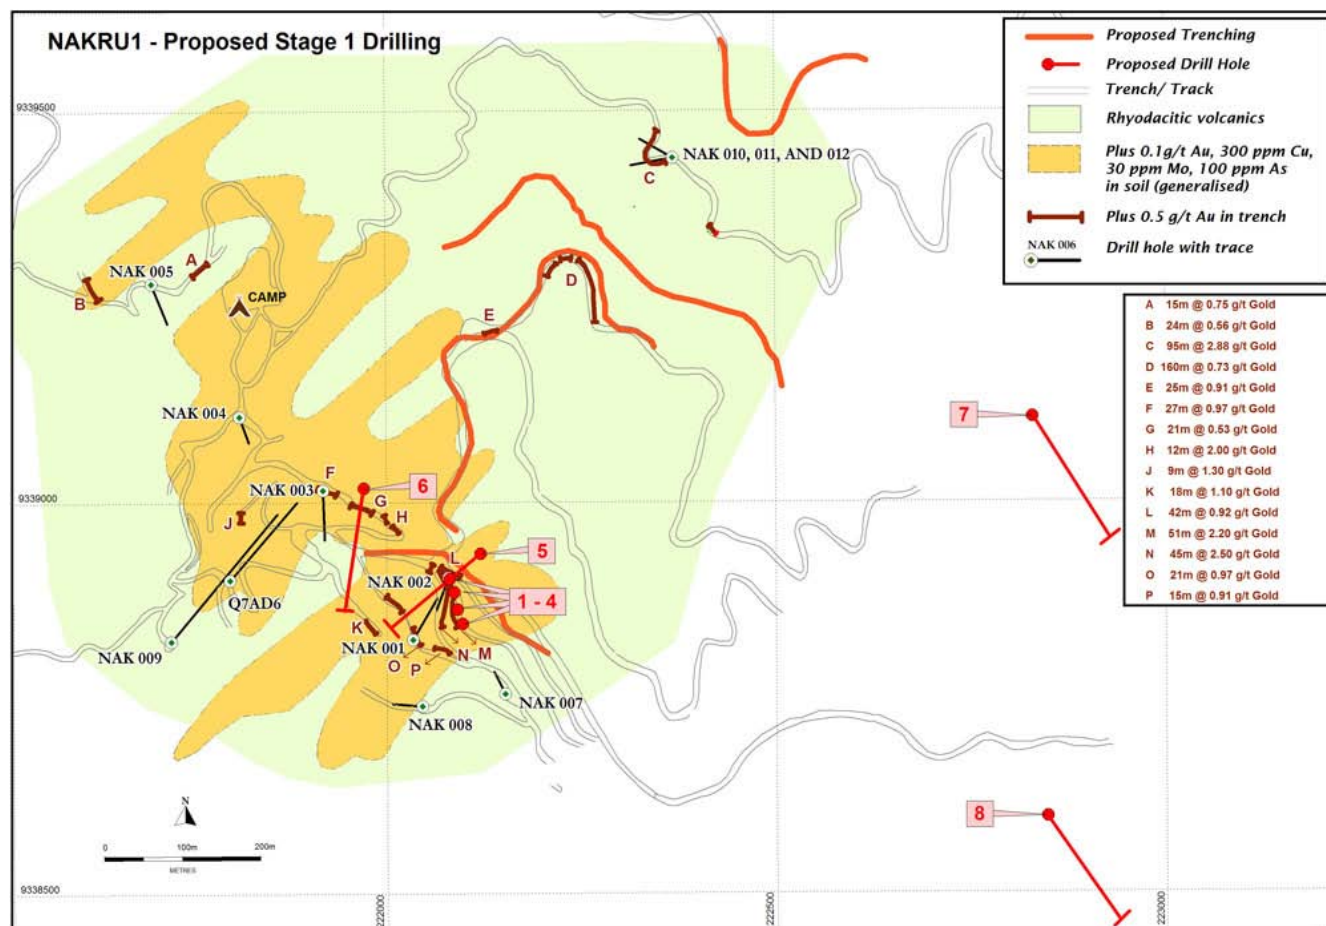 NAKRU1 - Proposed Stage 1 Drilling
Proposed Trenching
Proposed Drill Hole
Trench/ Track
Rhyodacitic volcanics
Plus 0.1g/t Au, 300 ppm Cu,
30 ppm Mo, 100 ppm As
in soil (generalised)
Plus 0.5 g/t Au in trench
NAK 006 Drill hole with trace
9339500
NAK 010, 011, AND 012
C
A
NAK 005
B
CAMP
D
E
A 15m @ 0.75 g/t Gold
B 24m @ 0.56 g/t Gold
C 95m @ 2.88 g/t Gold
D 160m @ 0.73 g/t Gold
E 25m @ 0.91 g/t Gold
F 27m @ 0.97 g/t Gold
G 21m @ 0.53 g/t Gold
H 12m @ 2.00 g/t Gold
J 9m @ 1.30 g/t Gold
K 18m @ 1.10 g/t Gold
L 42m @ 0.92 g/t Gold
M 51m @ 2.20 g/t Gold
N 45m @ 2.50 g/t Gold
O 21m @ 0.97 g/t Gold
P 15m @ 0.91 g/t Gold
NAK 004
7
F
NAK 003
6
9339000
G
H
J
5
L
NAK 002
Q7AD6
1 - 4
K
NAK 001
NAK 009
O
P
N
M
NAK 007
NAK 008
N
8
0 100m 200m
METRES
9338500
222000
222500
223000